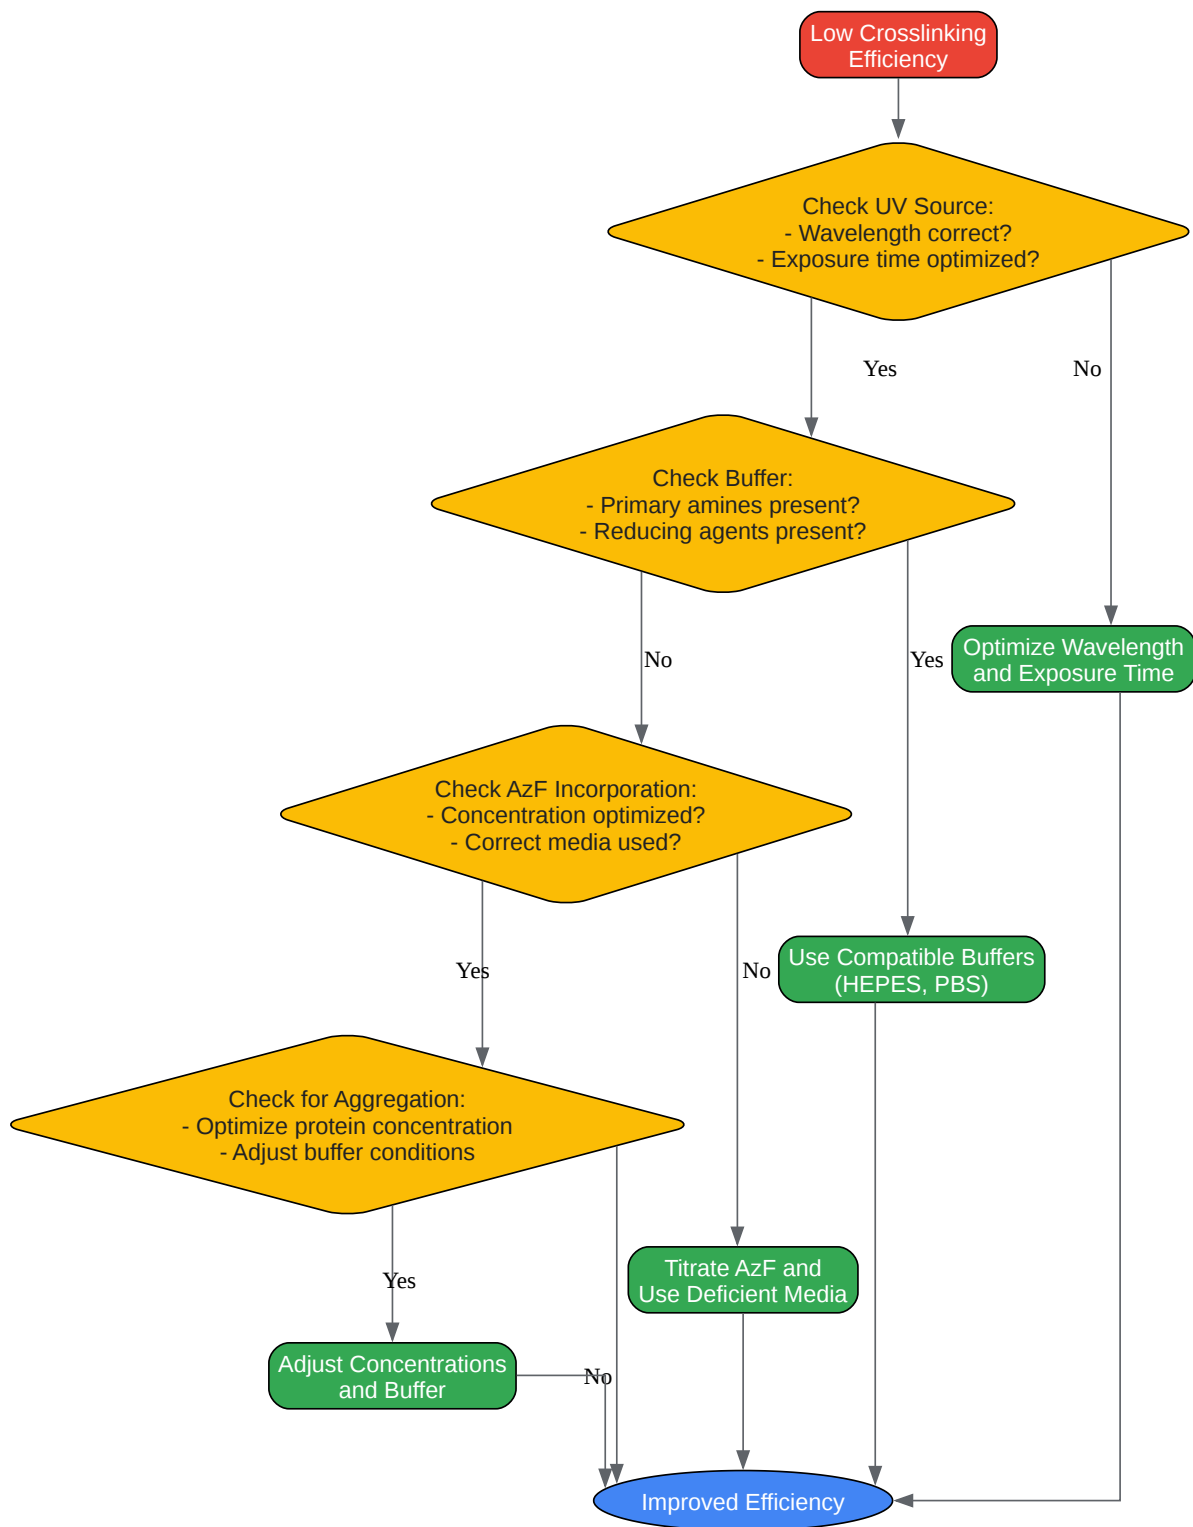 Low Crosslinking
Efficiency
Check UV Source:
- Wavelength correct?
- Exposure time optimized?
Yes
No
Check Buffer:
- Primary amines present?
- Reducing agents present?
No
Yes
Optimize Wavelength
and Exposure Time
Check AzF Incorporation:
- Concentration optimized?
- Correct media used?
Yes
No
Use Compatible Buffers
(HEPES, PBS)
Check for Aggregation:
- Optimize protein concentration
- Adjust buffer conditions
Yes
Titrate AzF and
Use Deficient Media
Adjust Concentrations
and Buffer
No
Improved Efficiency